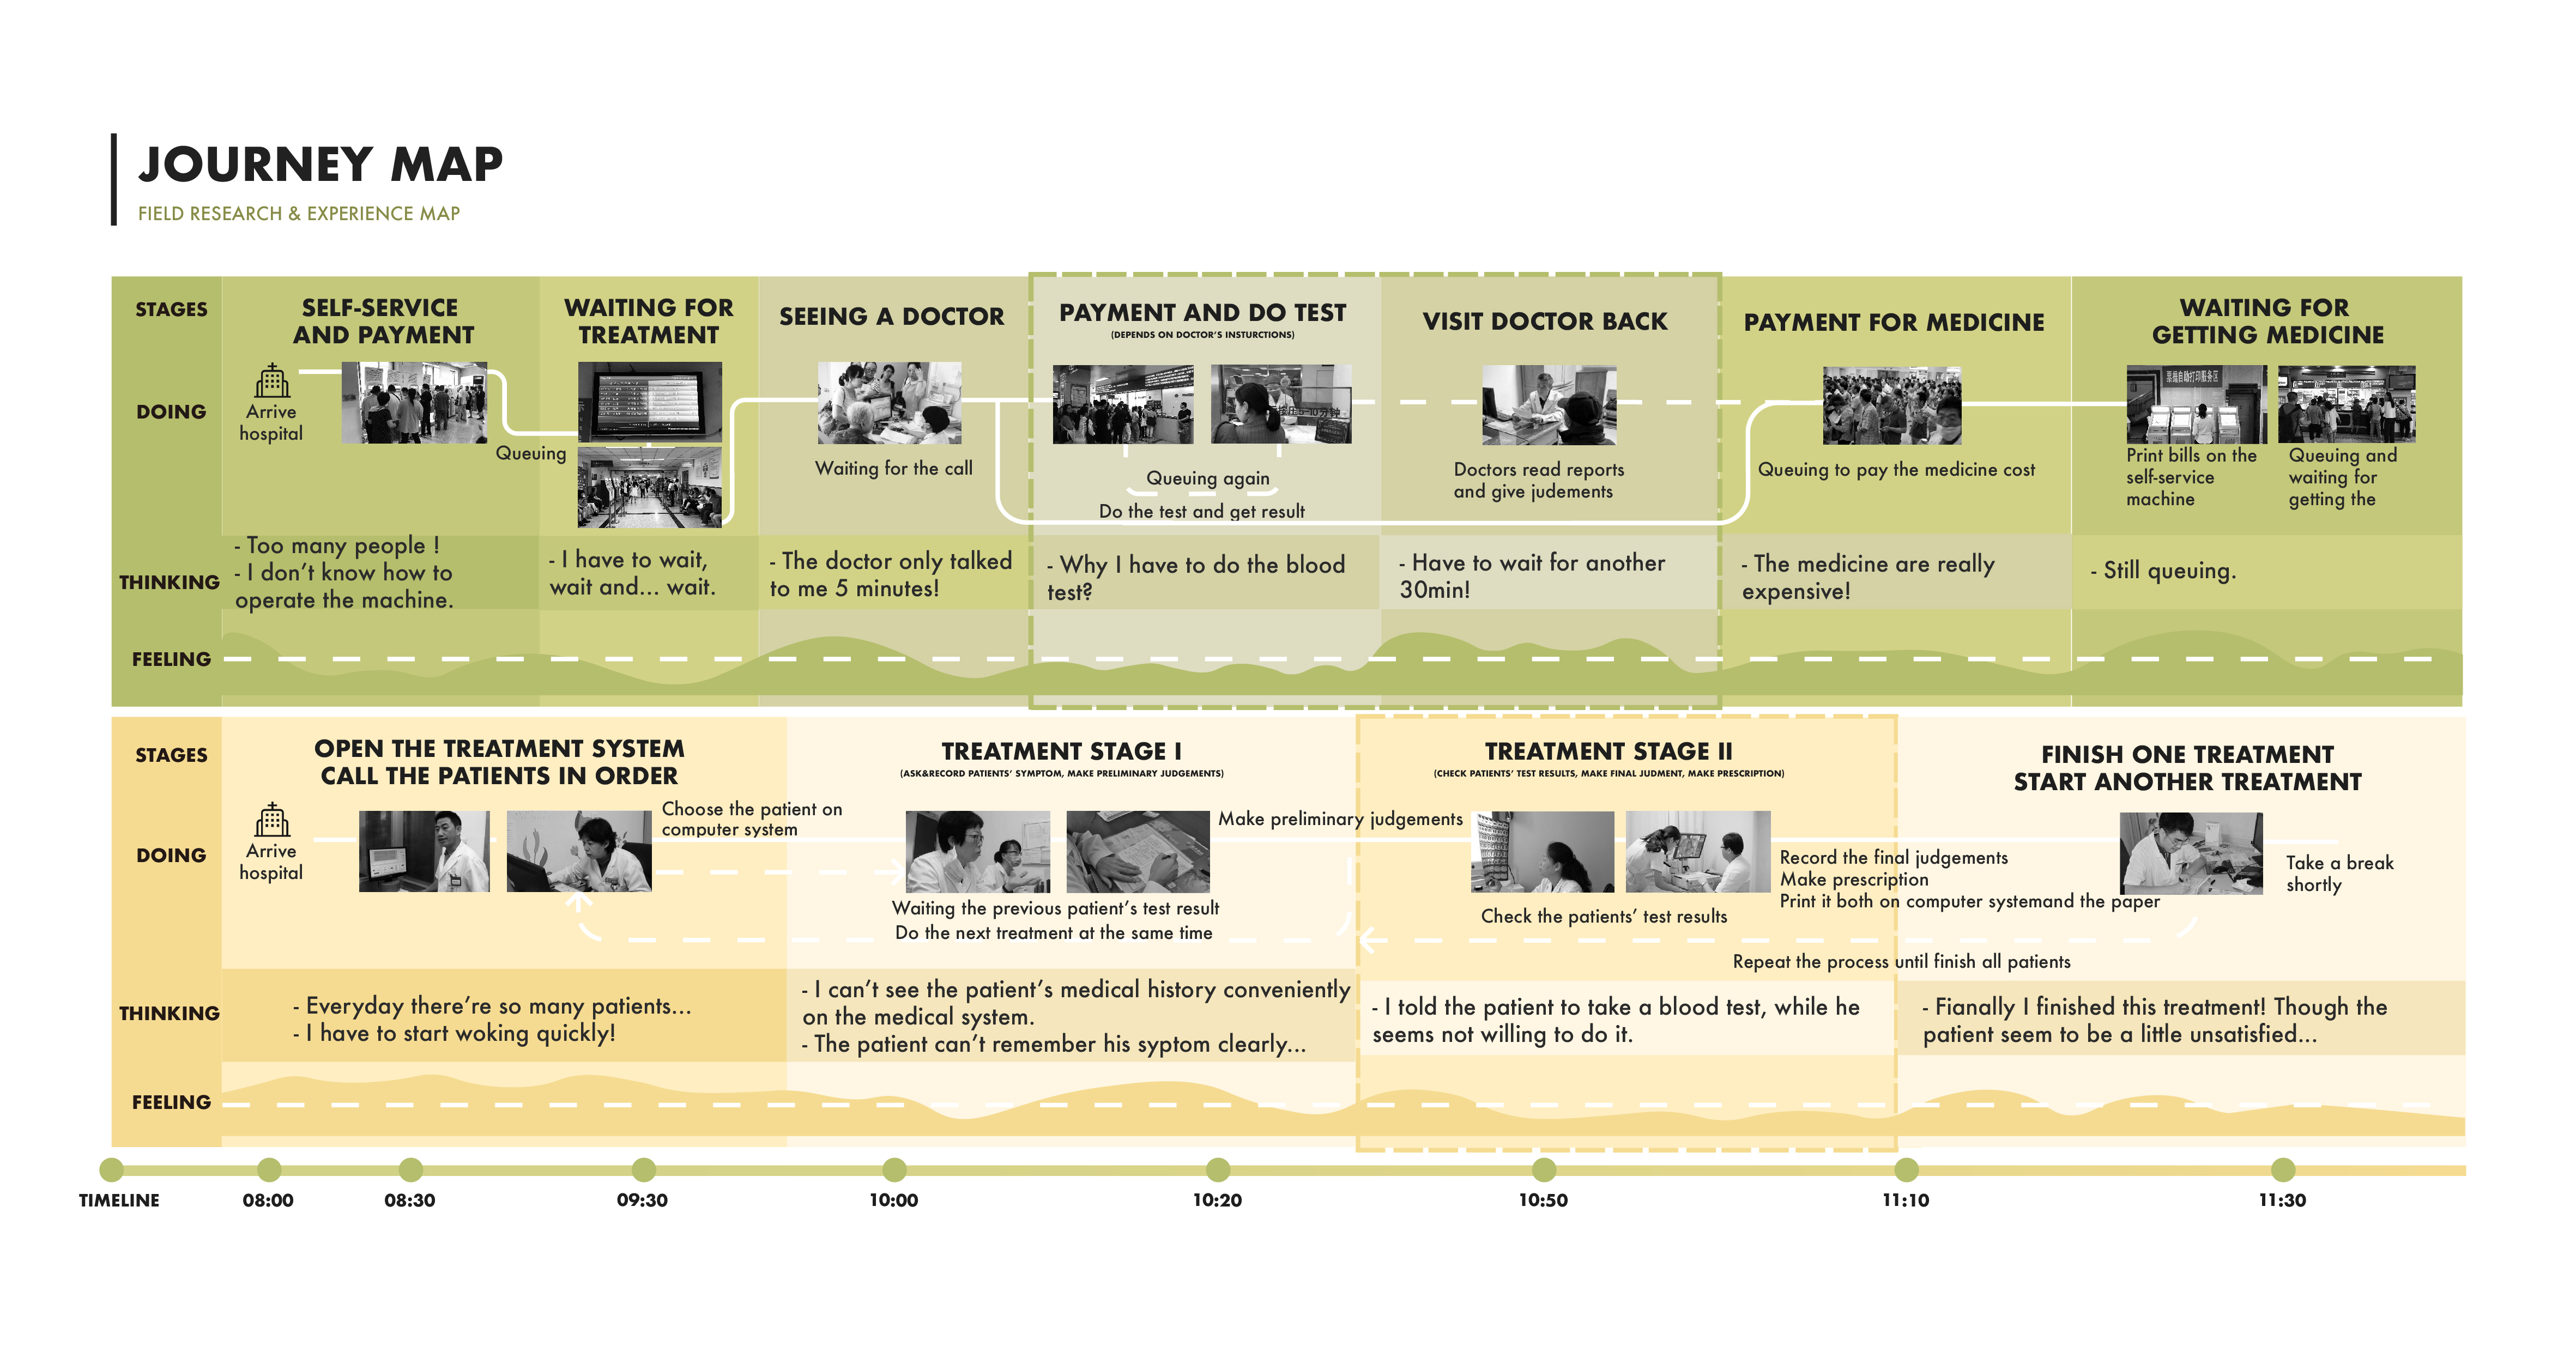 JOURNEY MAP
FIELD RESEARCH & EXPERIENCE MAP
STAGES
SELF-SERVICE
AND PAYMENT
WAITING FOR
TREATMENT
SEEING A DOCTOR
PAYMENT AND DO TEST
(DEPENDS ON DOCTOR'S INSTURCTIONS)
VISIT DOCTOR BACK
PAYMENT FOR MEDICINE
WAITING FOR
GETTING MEDICINE
DOING
Arrive
hospital
Queuing
Waiting for the call
Queuing again
Do the test and get result
Doctors read reports
and give judements
Queuing to pay the medicine cost
票据自助打印服务区
Print bills on the
self-service
machine
Queuing and
waiting for
getting the
THINKING
- Too many people !
- I don't know how to
operate the machine.
- I have to wait,
wait and... wait.
- The doctor only talked
to me 5 minutes!
- Why I have to do the blood
test?
- Have to wait for another
30min!
- The medicine are really
expensive!
- Still queuing.
FEELING
STAGES
OPEN THE TREATMENT SYSTEM
CALL THE PATIENTS IN ORDER
TREATMENT STAGE I
(ASK&RECORD PATIENTS' SYMPTOM, MAKE PRELIMINARY JUDGEMENTS)
TREATMENT STAGE II
(CHECK PATIENTS' TEST RESULTS, MAKE FINAL JUDMENT, MAKE PRESCRIPTION)
FINISH ONE TREATMENT
START ANOTHER TREATMENT
DOING
Arrive
hospital
Choose the patient on
computer system
Waiting the previous patient's test result
Do the next treatment at the same time
Make preliminary judgements
Check the patients' test results
Record the final judgements
Make prescription
Print it both on computer systemand the paper
Repeat the process until finish all patients
Take a break
shortly
THINKING
- Everyday there're so many patients...
- I have to start woking quickly!
- I can't see the patient's medical history conveniently
on the medical system.
- The patient can't remember his syptom clearly...
- I told the patient to take a blood test, while he
seems not willing to do it.
- Fianally I finished this treatment! Though the
patient seem to be a little unsatisfied...
FEELING
TIMELINE
08:00
08:30
09:30
10:00
10:20
10:50
11:10
11:30